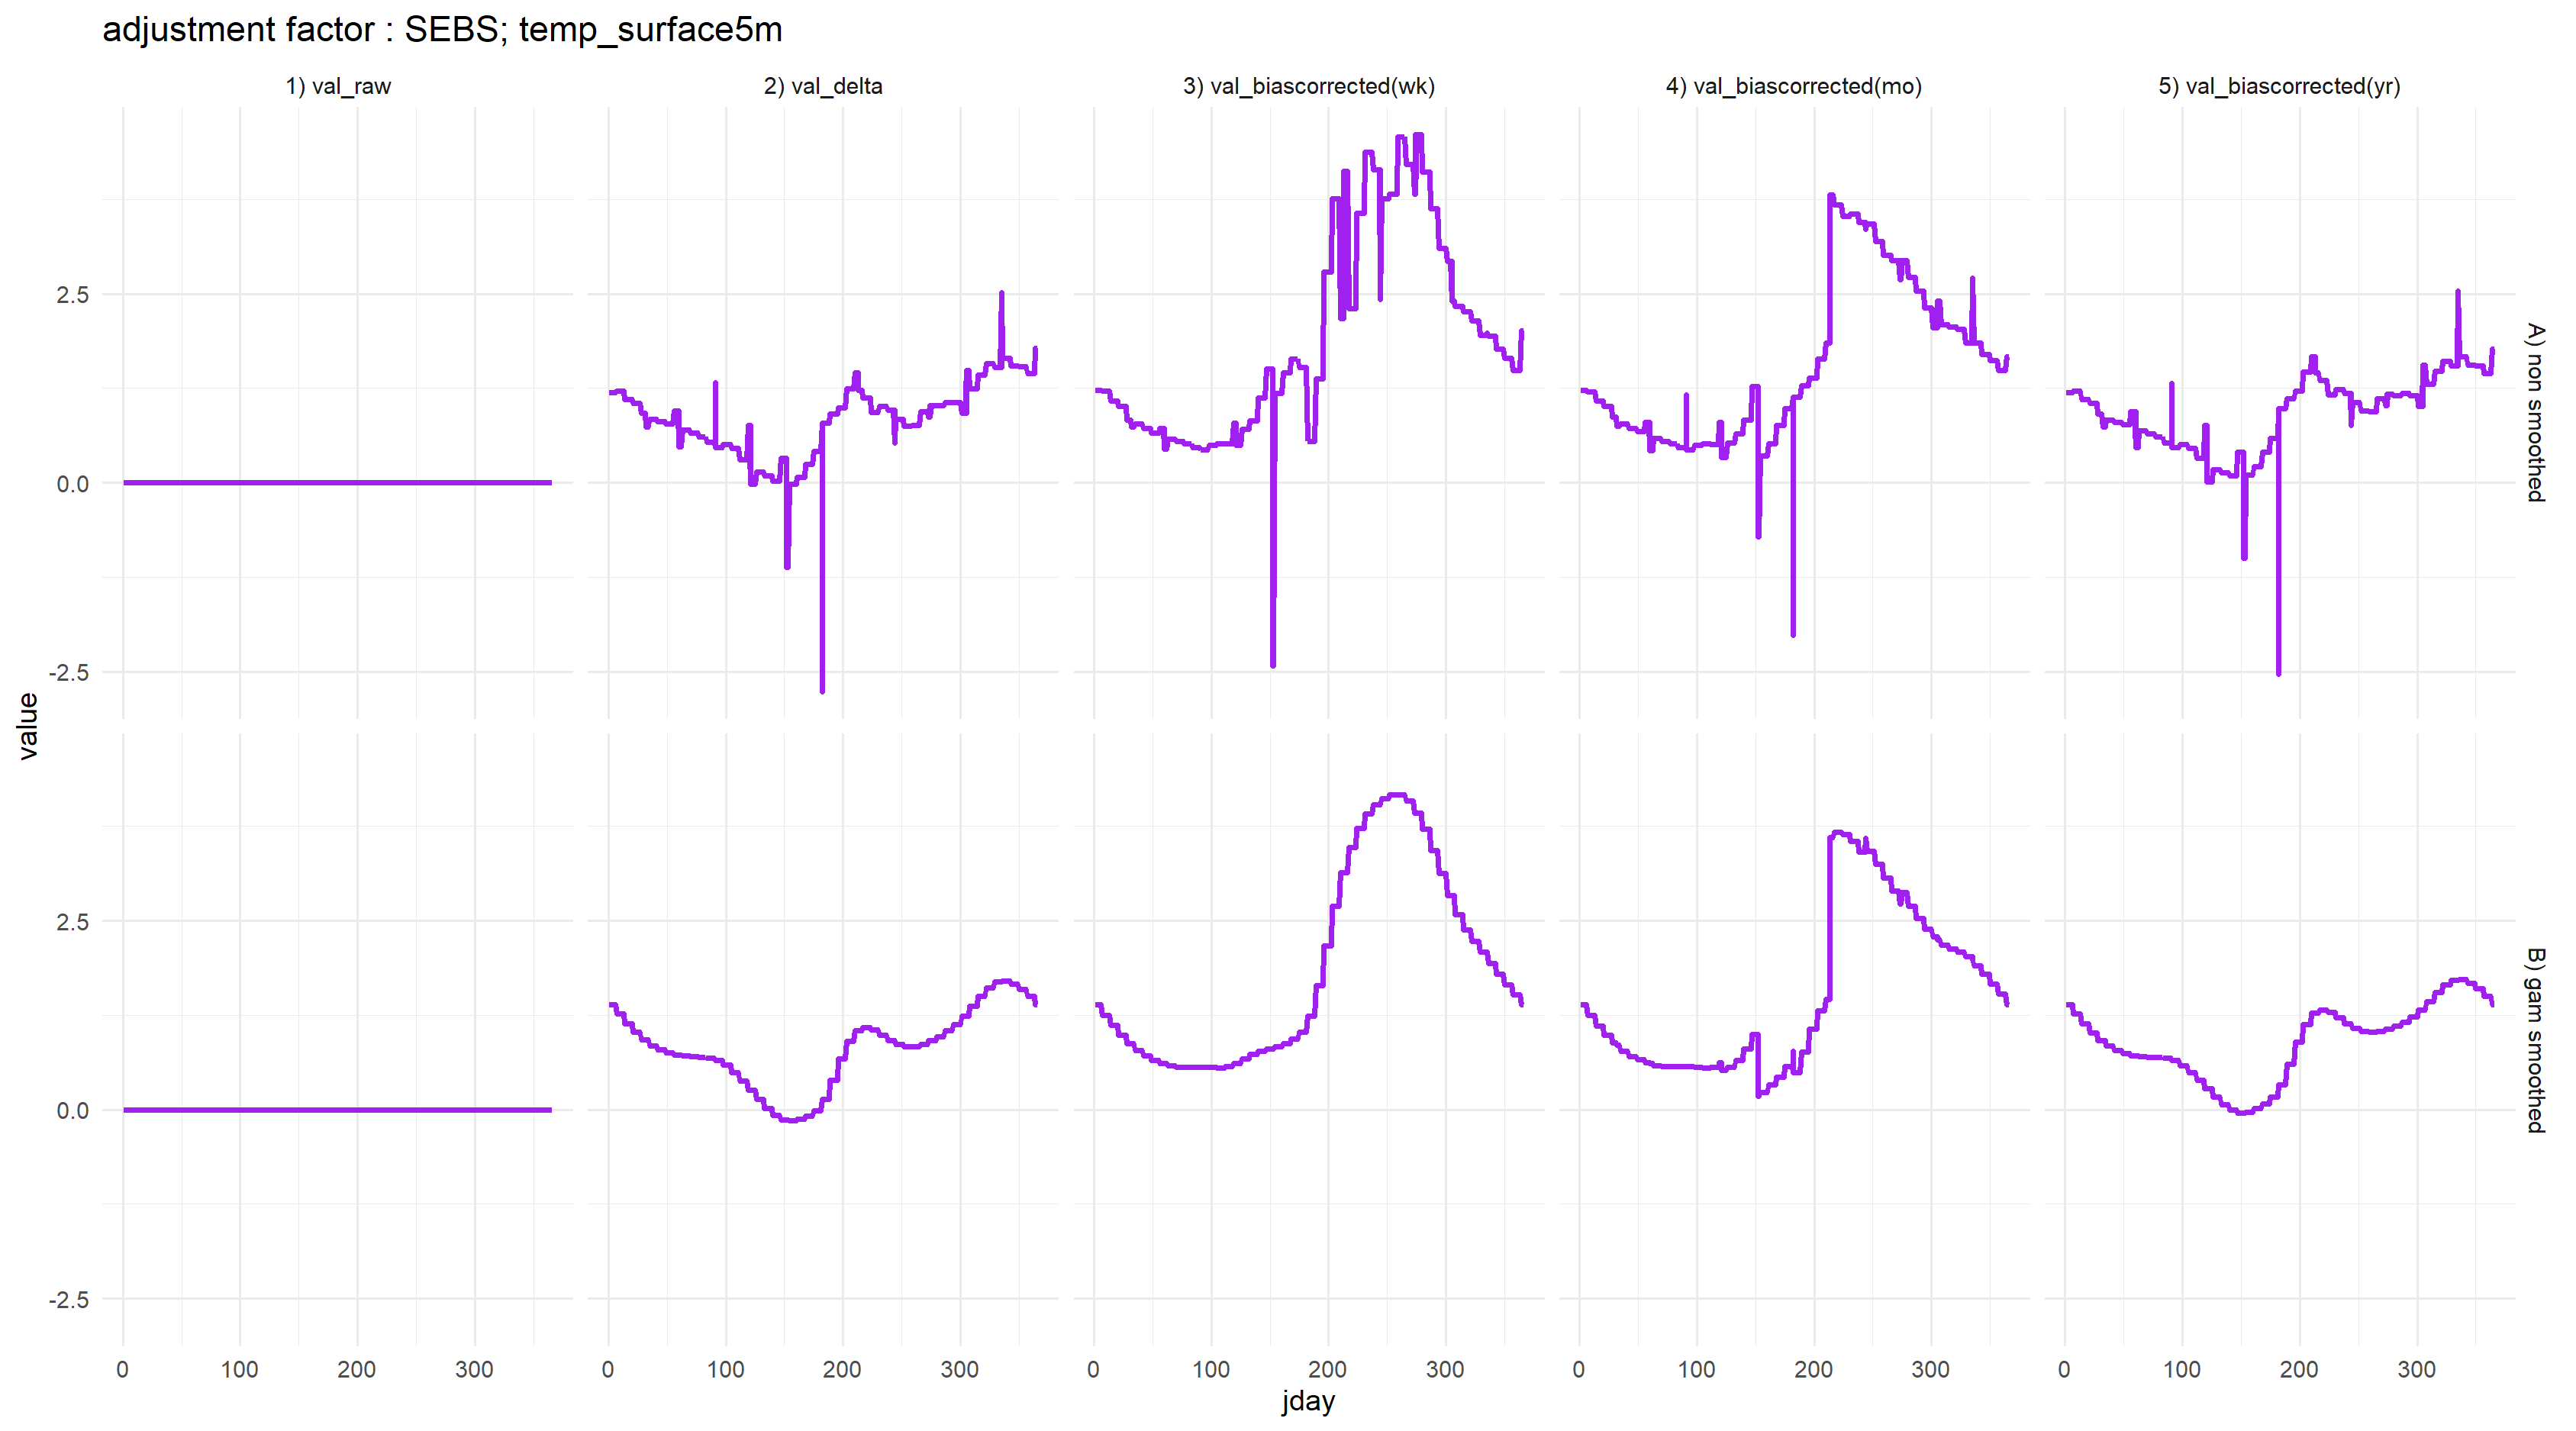 adjustment factor : SEBS; temp_surface5m
1) val_raw
2) val_delta
3) val_biascorrected(wk)
4) val_biascorrected(mo)
5) val_biascorrected(yr)
2.5
0.0
-2.5
A) non smoothed
value
2.5
0.0
-2.5
B) gam smoothed
0 100 200 300 0 100 200 300 0 100 200 300 0 100 200 300 0 100 200 300
jday